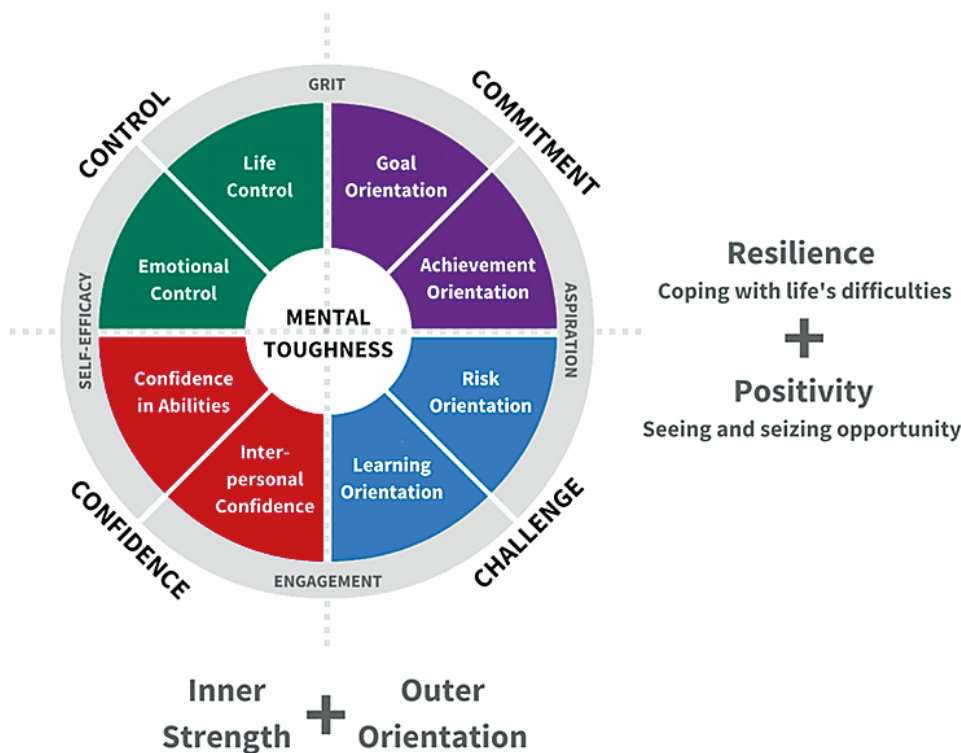 GRIT
CONTROL
COMMITMENT
Life
Control
Goal
Orientation
Emotional
Control
Achievement
Orientation
SELF-EFFICACY
MENTAL
TOUGHNESS
ASPIRATION
Confidence
in Abilities
Risk
Orientation
Inter-
personal
Confidence
Learning
Orientation
CONFIDENCE
CHALLENGE
ENGAGEMENT
Resilience
Coping with life's difficulties
+
Positivity
Seeing and seizing opportunity
Inner
Strength
+
Outer
Orientation